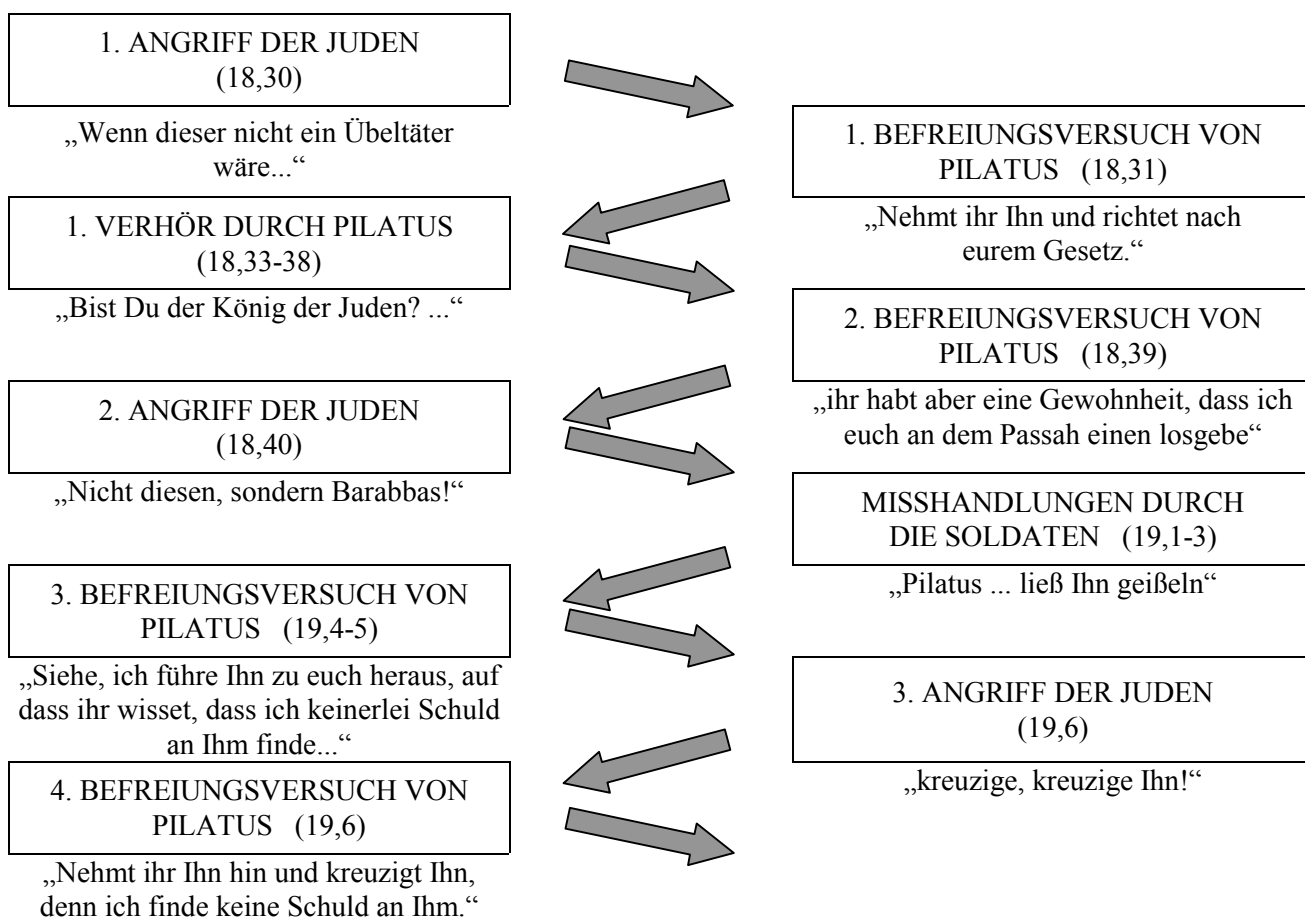 1. ANGRIFF DER JUDEN
(18,30)
„Wenn dieser nicht ein Übeltäter
wäre...“
1. BEFREIUNGSVERSUCH VON
PILATUS (18,31)
„Nehmt ihr Ihn und richtet nach
eurem Gesetz.“
1. VERHÖR DURCH PILATUS
(18,33-38)
„Bist Du der König der Juden? ...“
2. BEFREIUNGSVERSUCH VON
PILATUS (18,39)
„ihr habt aber eine Gewohnheit, dass ich
euch an dem Passah einen losgebe“
2. ANGRIFF DER JUDEN
(18,40)
„Nicht diesen, sondern Barabbas!“
MISSHANDLUNGEN DURCH
DIE SOLDATEN (19,1-3)
„Pilatus ... ließ Ihn geißeln“
3. BEFREIUNGSVERSUCH VON
PILATUS (19,4-5)
„Siehe, ich führe Ihn zu euch heraus, auf
dass ihr wisset, dass ich keinerlei Schuld
an Ihm finde...“
3. ANGRIFF DER JUDEN
(19,6)
„kreuzige, kreuzige Ihn!“
4. BEFREIUNGSVERSUCH VON
PILATUS (19,6)
„Nehmt ihr Ihn hin und kreuzigt Ihn,
denn ich finde keine Schuld an Ihm.“